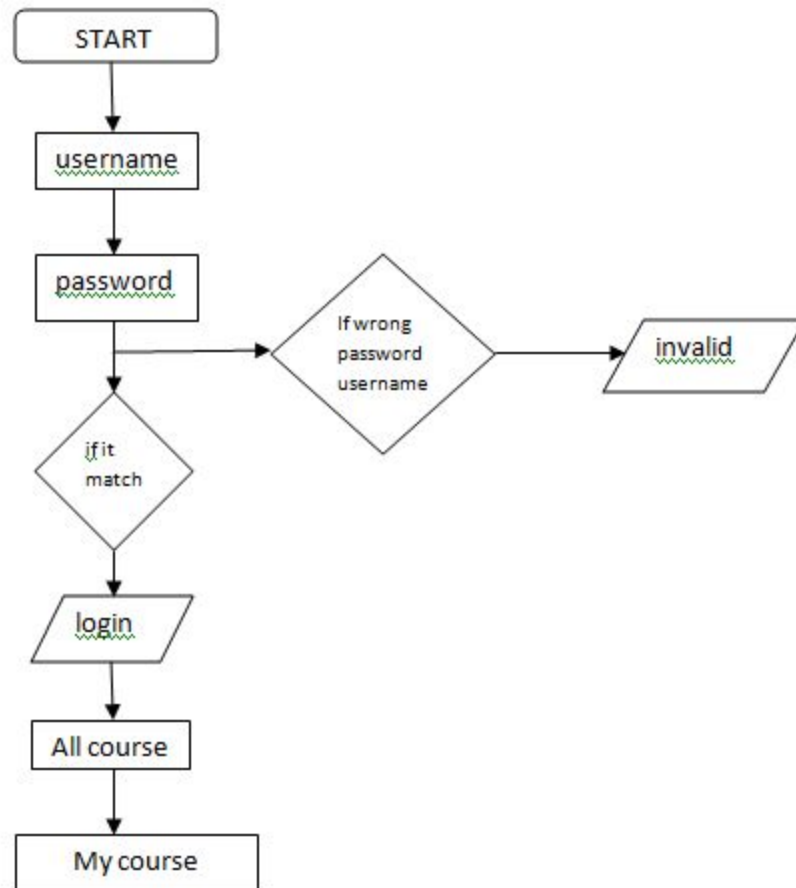 START
username
password
If wrong
password
username
invalid
if it
match
login
All course
My course